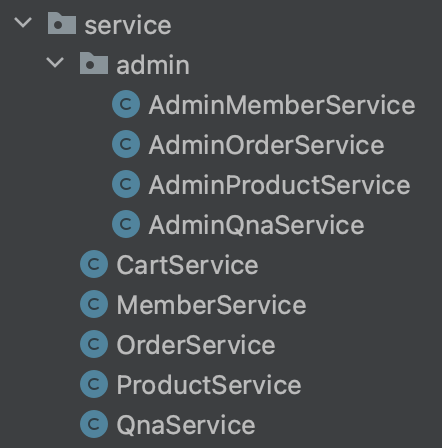 service
admin
C AdminMemberService
C AdminOrderService
C AdminProductService
C AdminQnaService
C CartService
C MemberService
C OrderService
C ProductService
C QnaService